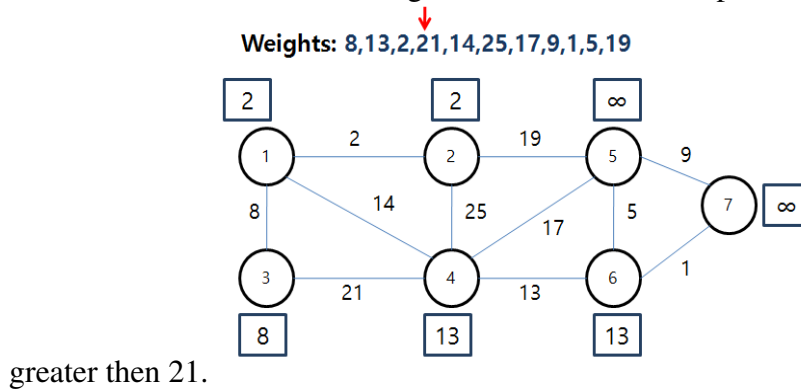 Weights: 8,13,2,21,14,25,17,9,1,5,19
2 2 ∞
1 2 2 19 5 9
8 14 25 17 5 7 ∞
3 21 4 13 6 1
8 13 13
greater then 21.